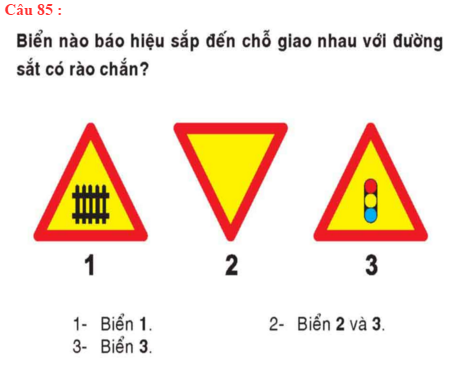 Câu 85 :
Biển nào báo hiệu sắp đến chỗ giao nhau với đường
sắt có rào chắn?
1 2 3
1- Biển 1. 2- Biển 2 và 3.
3- Biển 3.